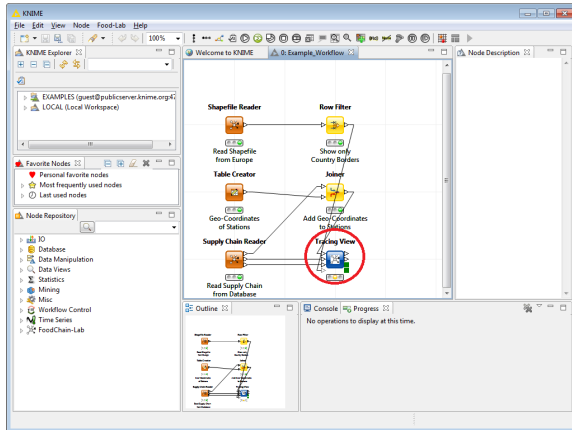 KNIME
File Edit View Node Food-Lab Help
100%
KNIME Explorer
Welcome to KNIME
0: Example_Workflow
Node Description
EXAMPLES (guest@publicserver.knime.org:47
LOCAL (Local Workspace)
Favorite Nodes
Personal favorite nodes
Most frequently used nodes
Last used nodes
Node Repository
IO
Database
Data Manipulation
Data Views
Statistics
Mining
Misc
Workflow Control
Time Series
FoodChain-Lab
Shapefile Reader
Row Filter
Read Shapefile
from Europe
Show only
Country Borders
Table Creator
Joiner
Geo-Coordinates
of Stations
Add Geo-Coordinates
to Stations
Supply Chain Reader
Tracing View
Read Supply Chain
from Database
Outline
Console
Progress
No operations to display at this time.